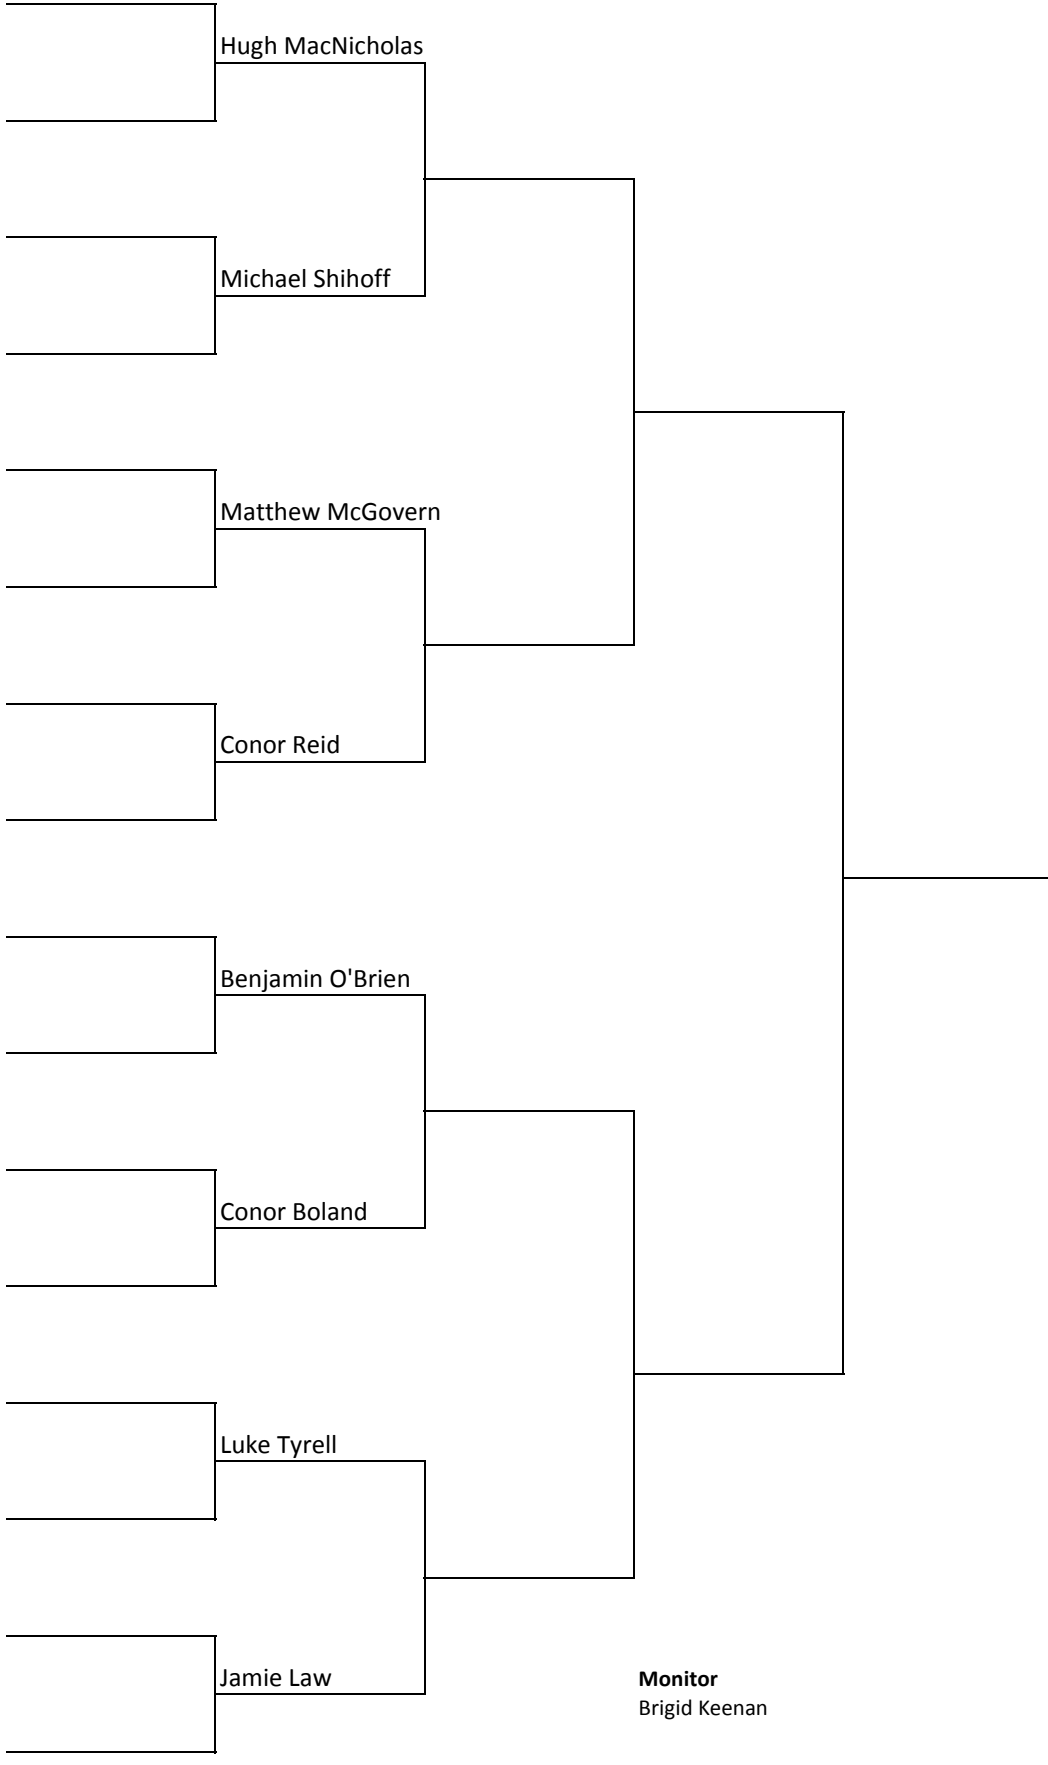 Hugh MacNicholas
Michael Shihoff
Matthew McGovern
Conor Reid
Benjamin O'Brien
Conor Boland
Luke Tyrell
Jamie Law
Monitor
Brigid Keenan